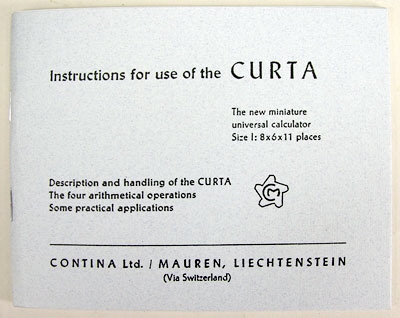 Instructions for use of the CURTA
The new miniature
universal calculator
Size I: 8x6x11 places
Description and handling of the CURTA
The four arithmetical operations
Some practical applications
CM
CONTINA Ltd. / MAUREN, LIECHTENSTEIN
(Via Switzerland)